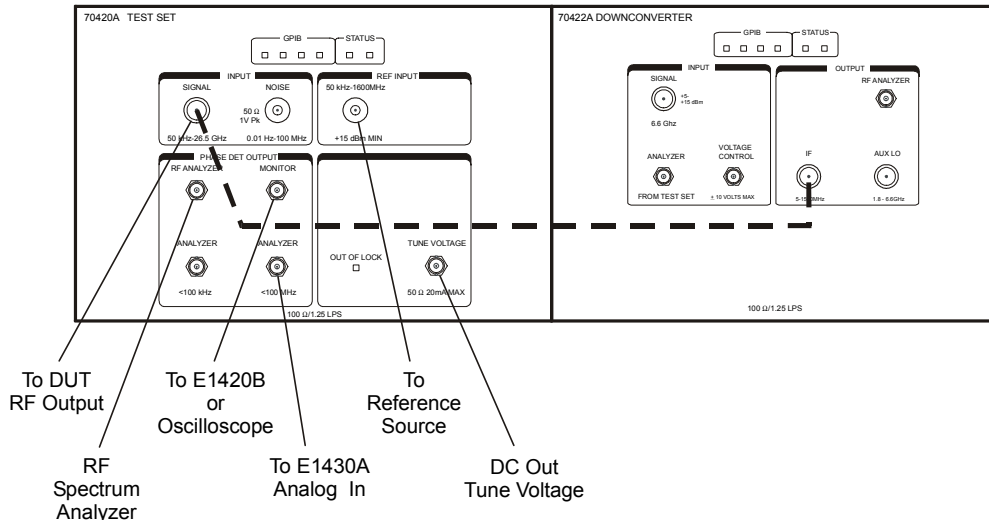 70420A TEST SET
GPIB
STATUS
INPUT
SIGNAL
NOISE
50 Ω
1V Pk
50 kHz-26.5 GHz
0.01 Hz-100 MHz
REF INPUT
50 kHz-1600MHz
+15 dBm MIN
PHASE DET OUTPUT
RF ANALYZER
MONITOR
ANALYZER
<100 kHz
ANALYZER
<100 MHz
OUT OF LOCK
TUNE VOLTAGE
50 Ω 20mA MAX
100 Ω/1.25 LPS
70422A DOWNCONVERTER
GPIB
STATUS
INPUT
SIGNAL
+5-
+15 dBm
6.6 Ghz
ANALYZER
FROM TEST SET
VOLTAGE
CONTROL
± 10 VOLTS MAX
OUTPUT
RF ANALYZER
IF
AUX LO
1.8 - 6.6GHz
100 Ω/1.25 LPS
To DUT
RF Output
To E1420B
or
Oscilloscope
To
Reference
Source
RF
Spectrum
Analyzer
To E1430A
Analog In
DC Out
Tune Voltage